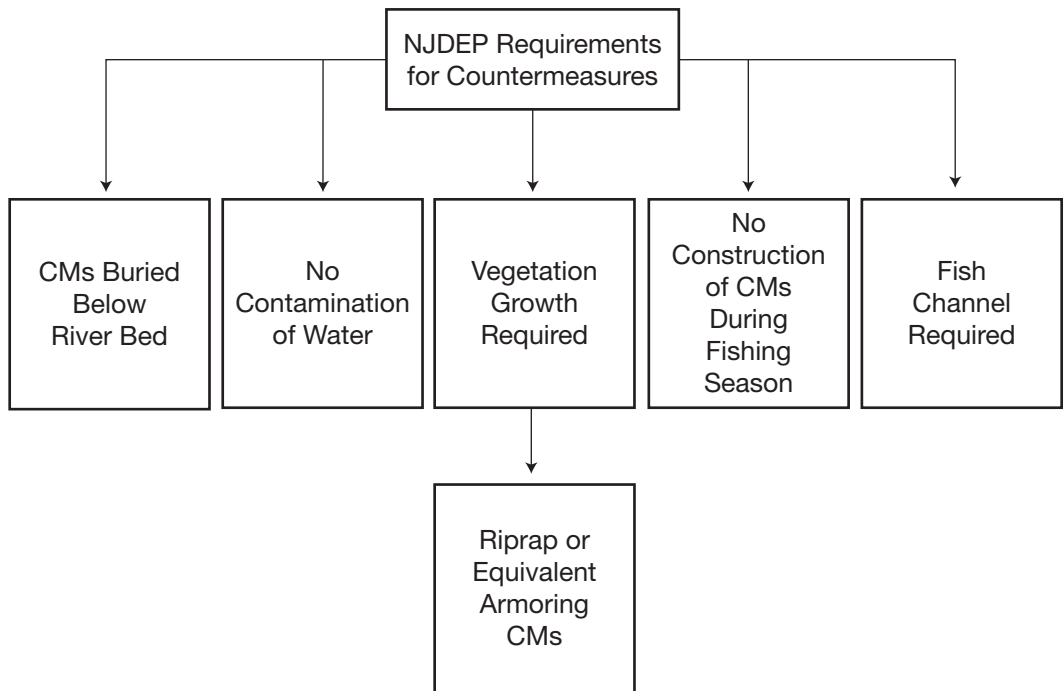 NJDEP Requirements
for Countermeasures
CMs Buried
Below
River Bed
No
Contamination
of Water
Vegetation
Growth
Required
No
Construction
of CMs
During
Fishing
Season
Fish
Channel
Required
Riprap or
Equivalent
Armoring
CMs